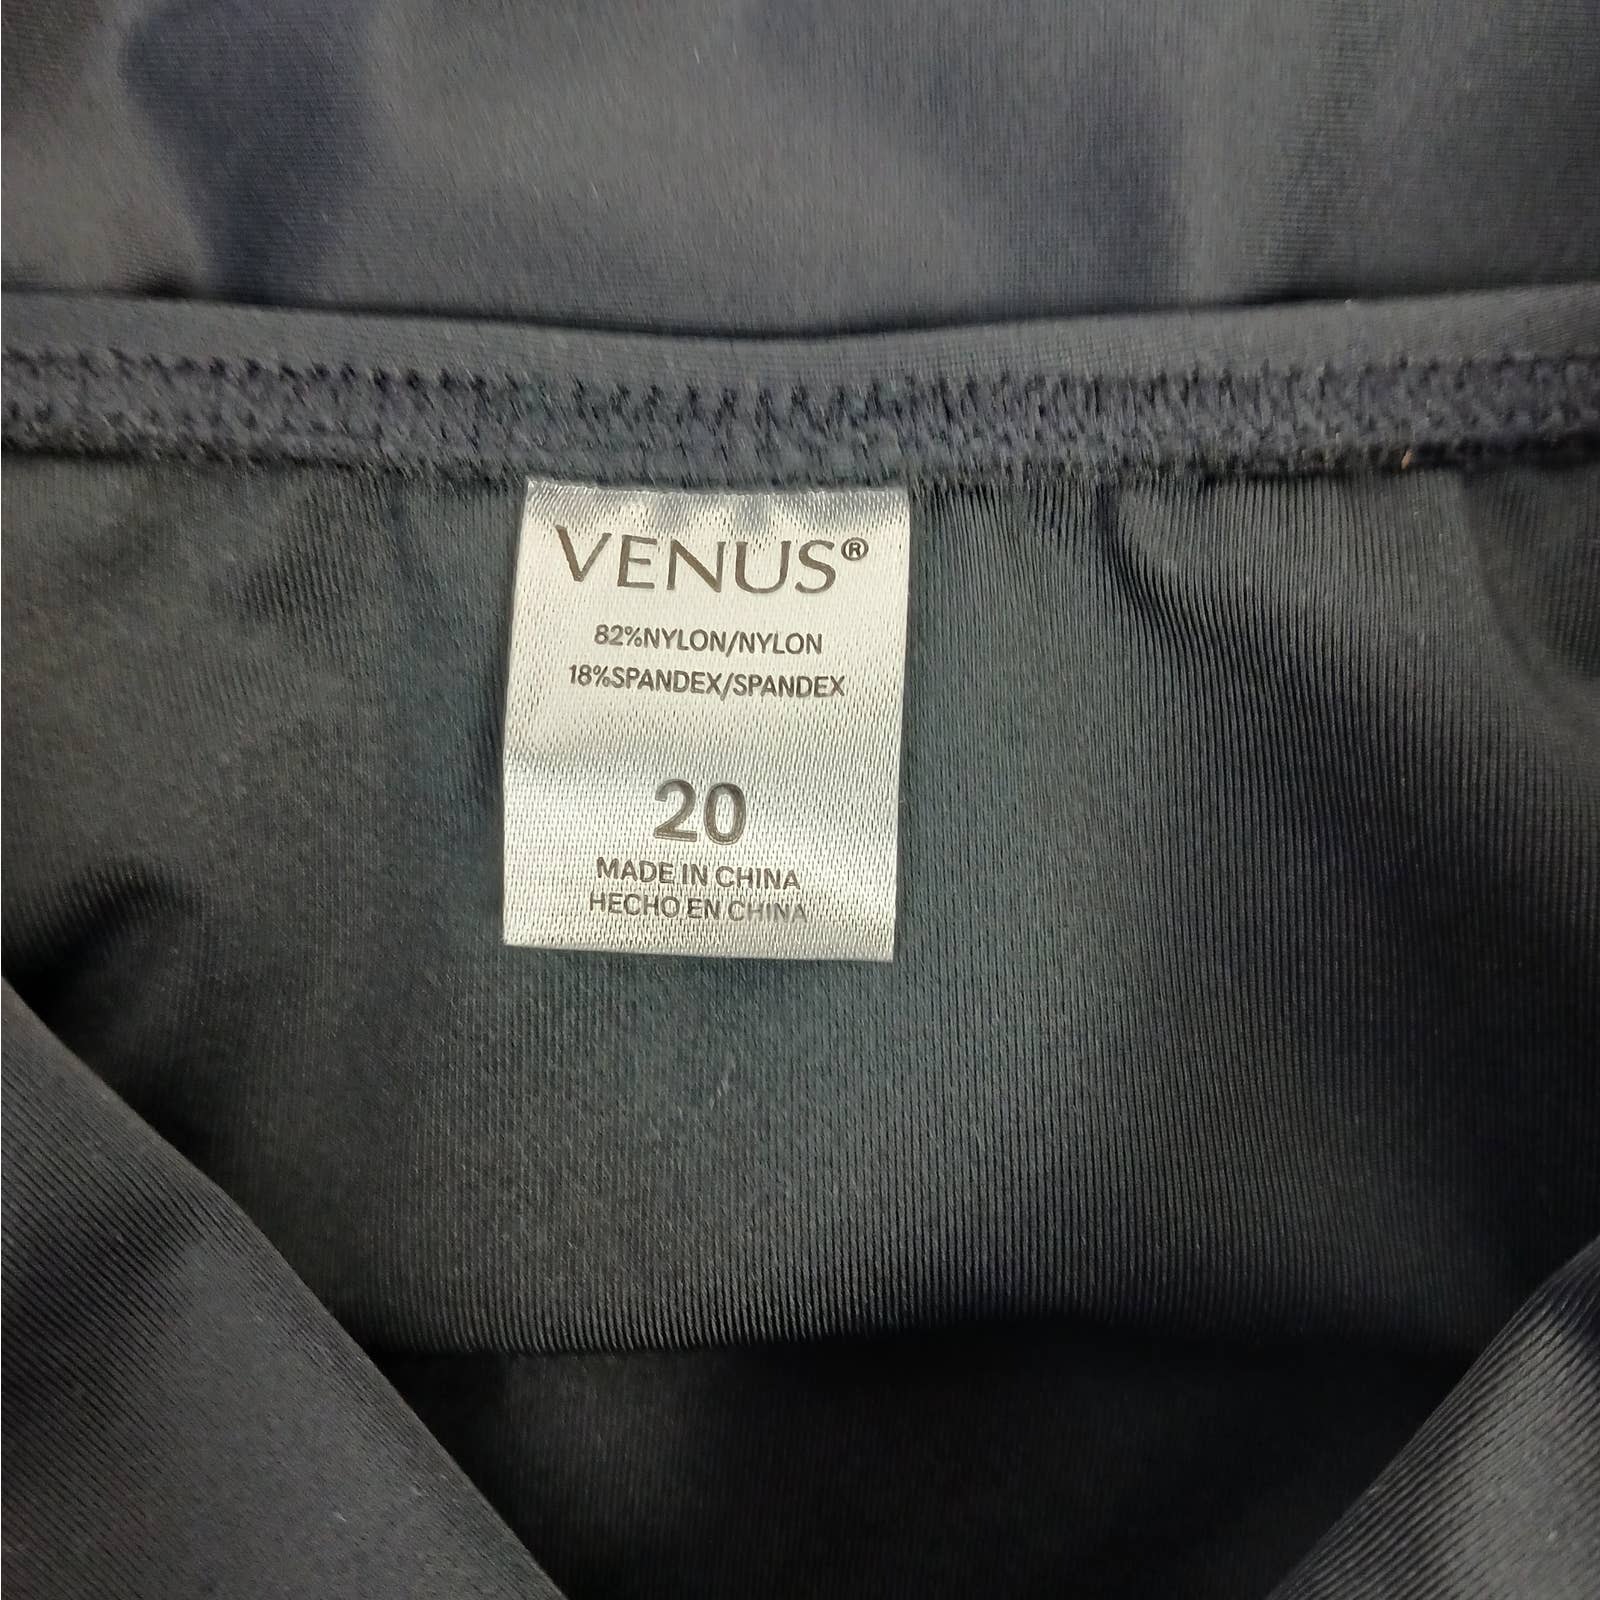 VENUS®
82%NYLON/NYLON
18%SPANDEX/SPANDEX
20
MADE IN CHINA
HECHO EN CHINA